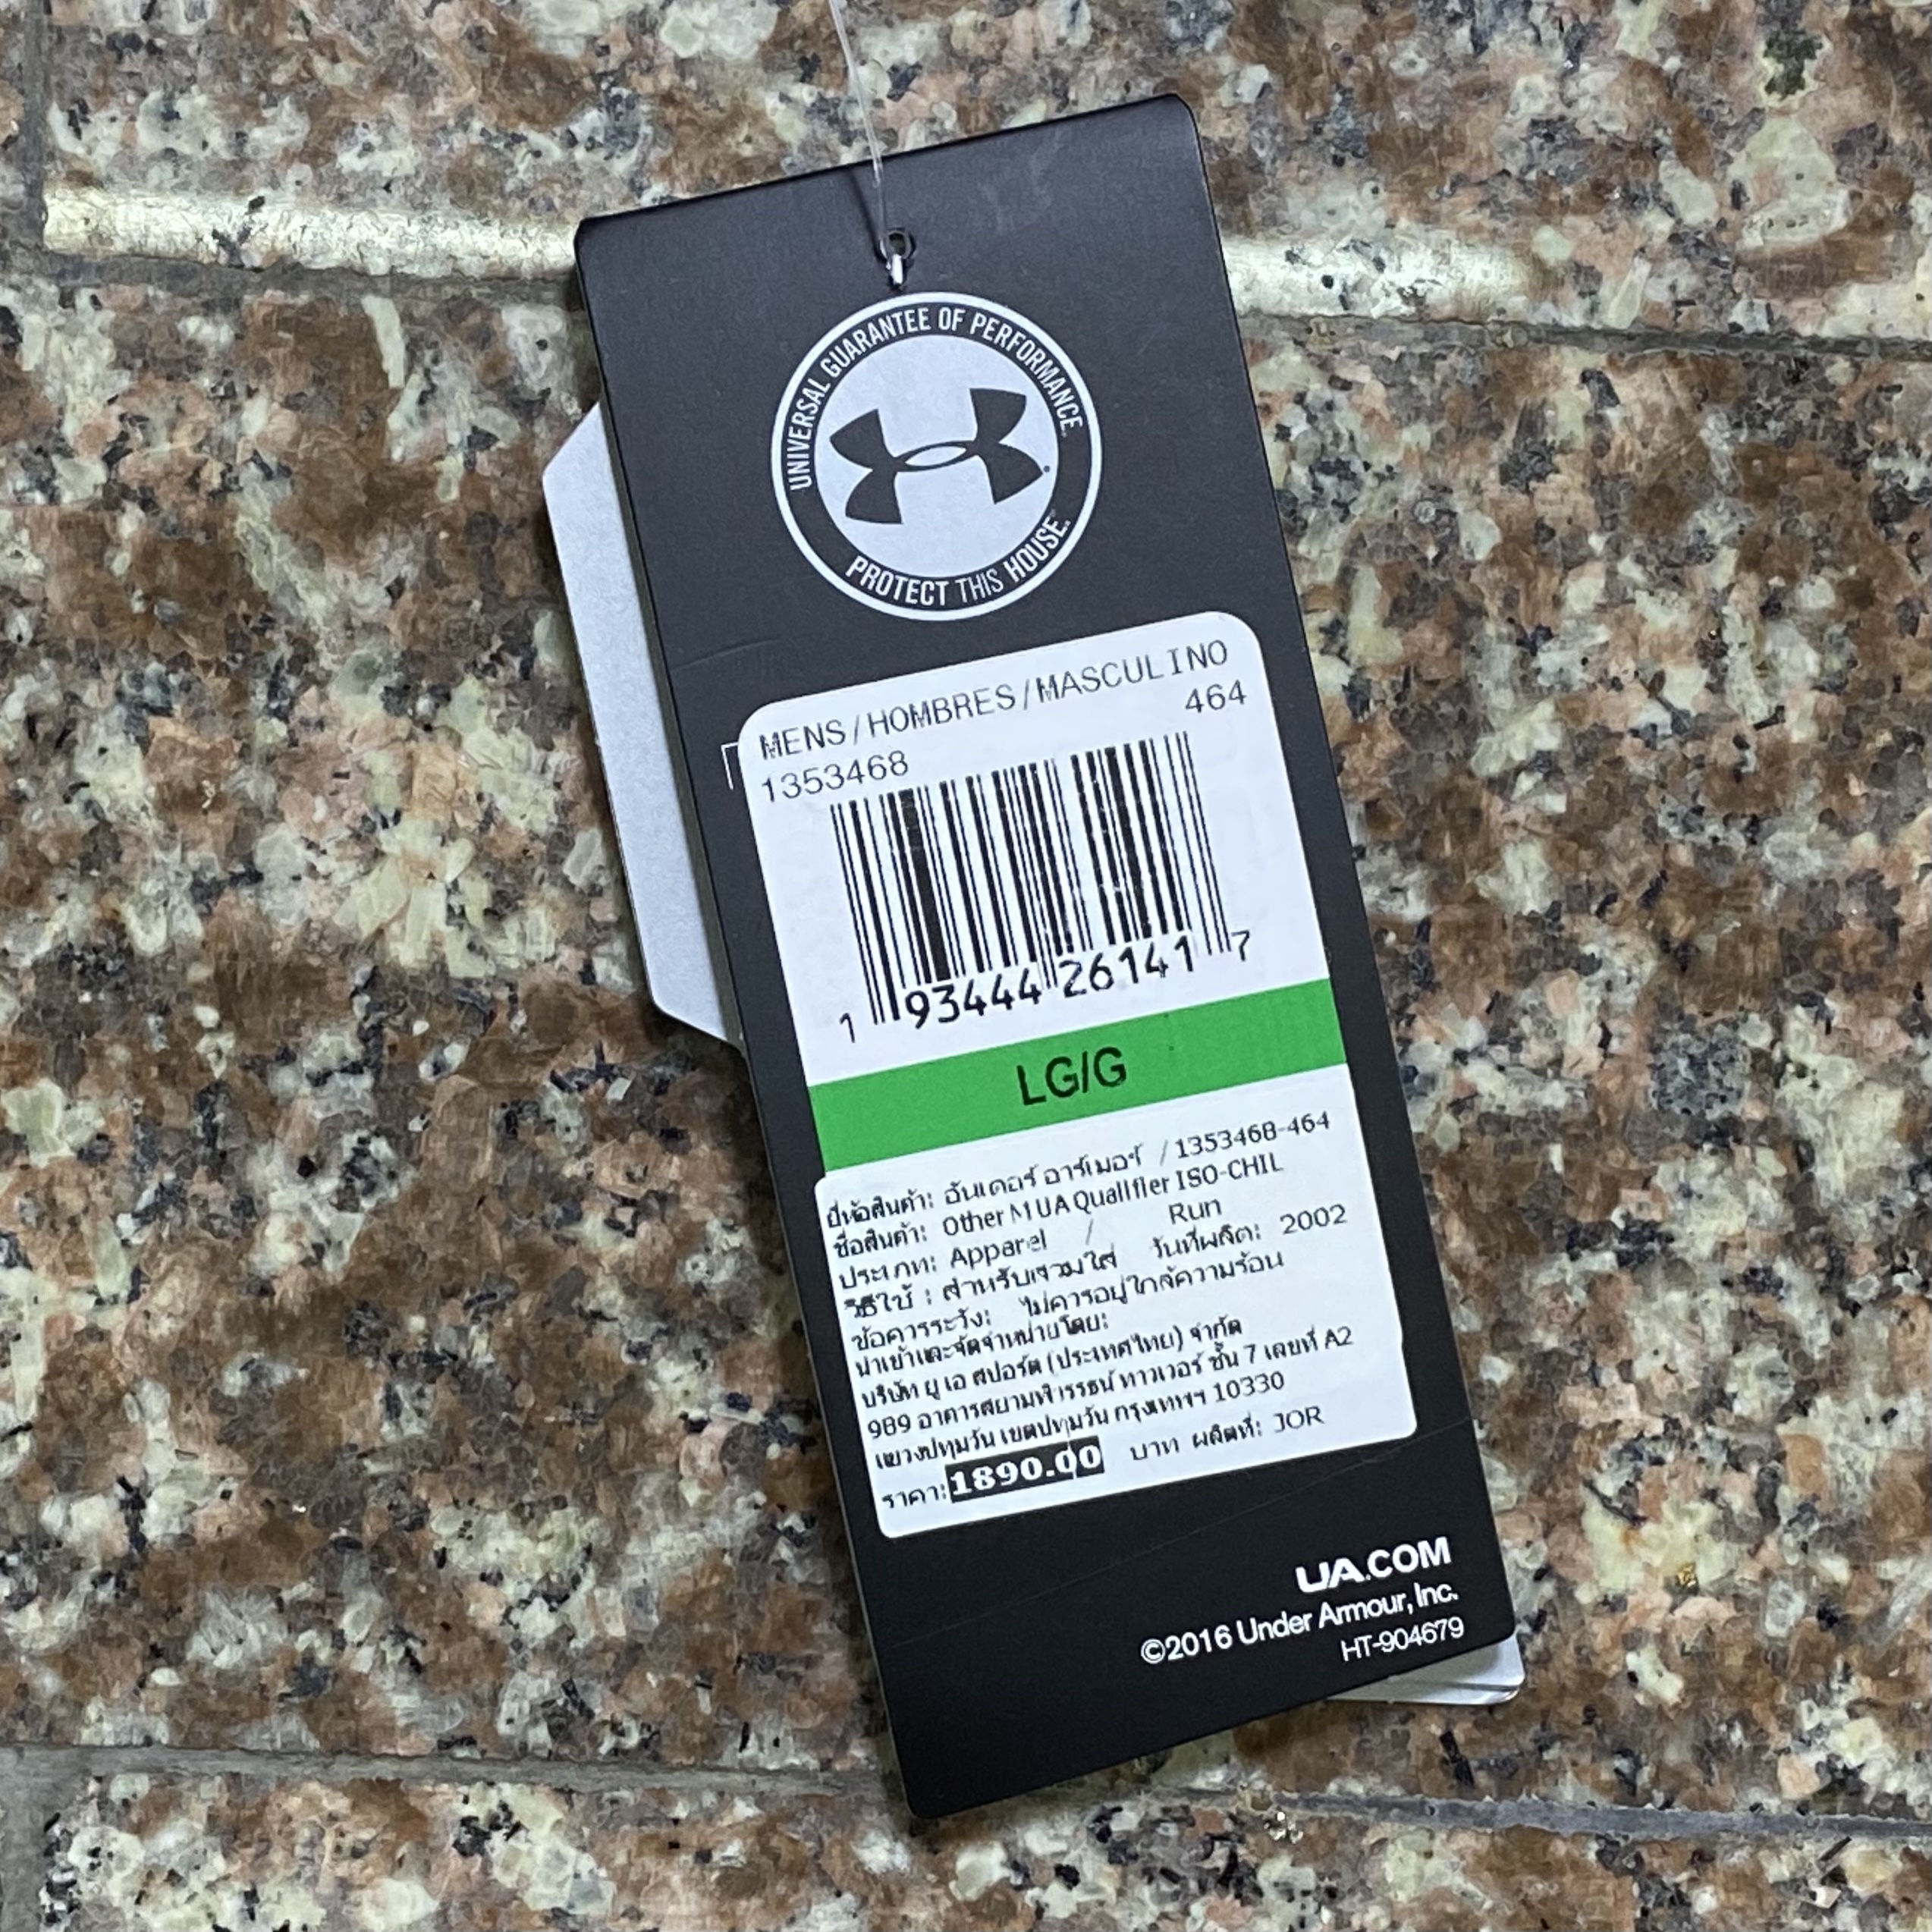 UNIVERSAL GUARANTEE OF PERFORMANCE.
PROTECT THIS HOUSE.
MENS/HOMBRES/MASCULINO
1353468 464
1 93444 26141 7
LG/G
ยี่ห้อสินค้า: อันเดอร์ อาร์เมอร์ / 1353468-464
ชื่อสินค้า: Other M UA Qualifier ISO-CHIL
ประเภท: Apparel / Run
วิธีใช้ : สำหรับสวมใส่ วันที่ผลิต: 2002
ข้อควรระวัง: ไม่ควรอยู่ใกล้ความร้อน
นำเข้าและจัดจำหน่ายโดย:
บริษัท ยู เอ สปอร์ต (ประเทศไทย) จำกัด
989 อาคารสยามพิวรรธน์ ทาวเวอร์ ชั้น 7 เลขที่ A2
แขวงปทุมวัน เขตปทุมวัน กรุงเทพฯ 10330
ราคา: 1890.00 บาท ผลิตที่: JOR
UA.COM
©2016 Under Armour, Inc.
HT-904679